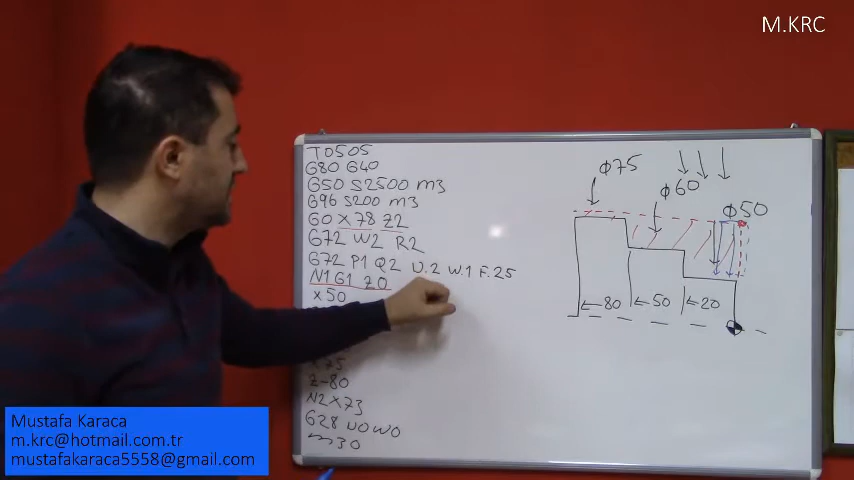 M.KRC
T0505
G80 G40
G50 S2500 m3
G96 S200 m3
G0 X78 Z2
G72 W2 R2
G72 P1 Q2 U.2 W.1 F.25
N1 G1 Z0
X50
X75
Z-80
N2 X73
G28 U0 W0
m30
Φ75
Φ60
Φ50
80
50
20
Mustafa Karaca
m.krc@hotmail.com.tr
mustafakaraca5558@gmail.com